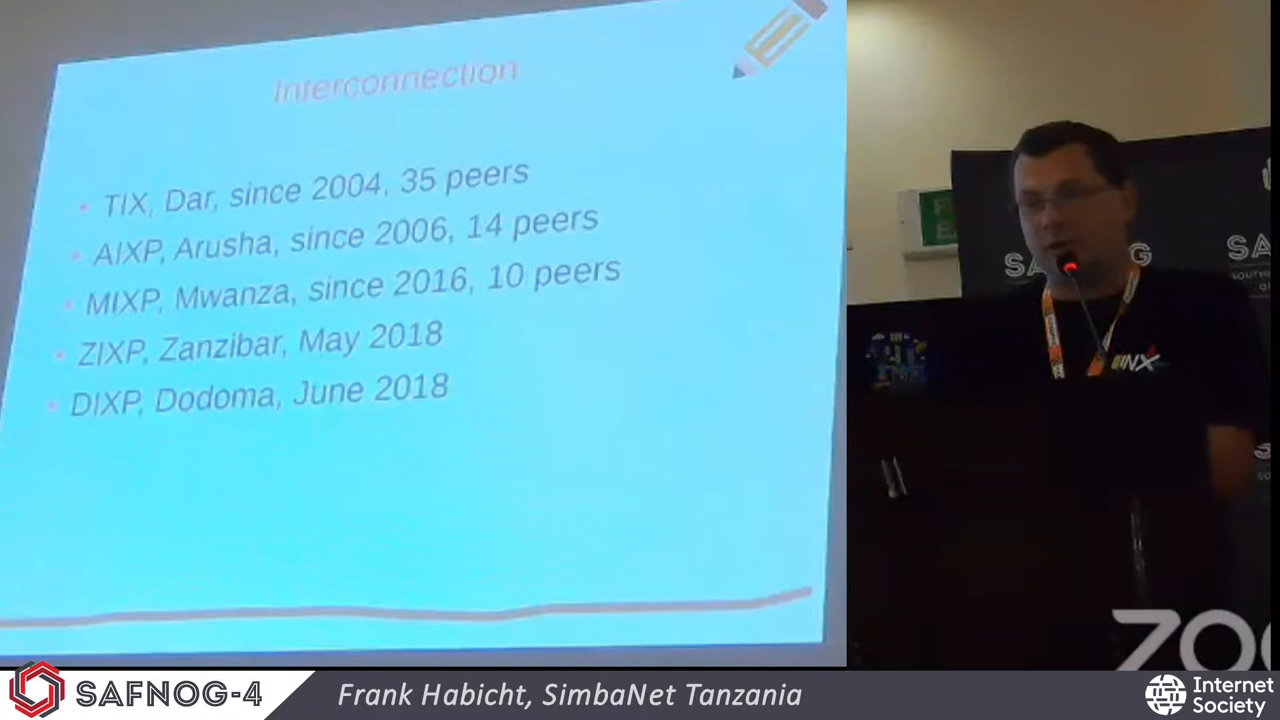 Interconnection
TIX, Dar, since 2004, 35 peers
AIXP, Arusha, since 2006, 14 peers
MIXP, Mwanza, since 2016, 10 peers
ZIXP, Zanzibar, May 2018
DIXP, Dodoma, June 2018
SAFNOG-4
Frank Habicht, SimbaNet Tanzania
Internet
Society